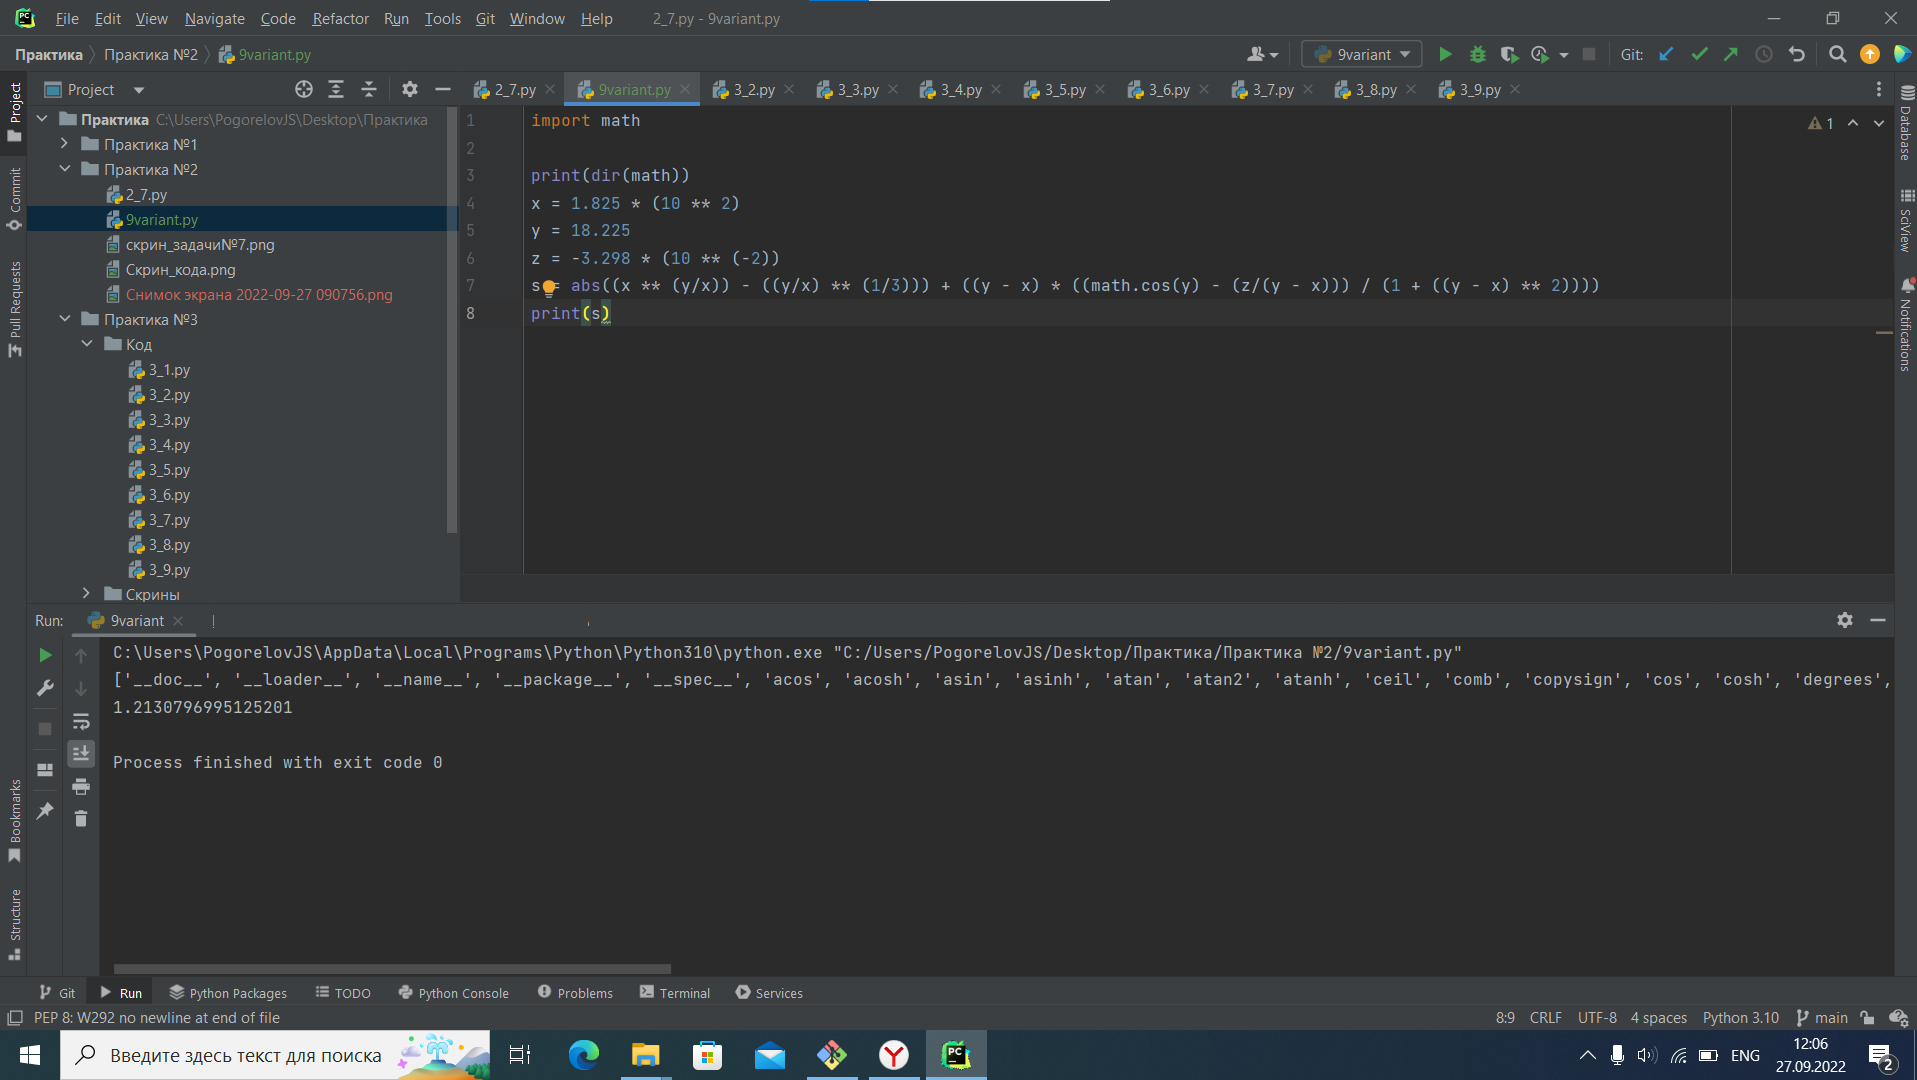 File Edit View Navigate Code Refactor Run Tools Git Window Help 2_7.py - 9variant.py
Практика Практика №2 9variant.py 9variant Git:
Project 2_7.py 9variant.py 3_2.py 3_3.py 3_4.py 3_5.py 3_6.py 3_7.py 3_8.py 3_9.py
Практика C:\Users\PogorelovJS\Desktop\Практика
Практика №1
Практика №2
2_7.py
9variant.py
скрин_задачи№7.png
Скрин_кода.png
Снимок экрана 2022-09-27 090756.png
Практика №3
Код
3_1.py
3_2.py
3_3.py
3_4.py
3_5.py
3_6.py
3_7.py
3_8.py
3_9.py
Скрины
1 import math
2
3 print(dir(math))
4 x = 1.825 * (10 ** 2)
5 y = 18.225
6 z = -3.298 * (10 ** (-2))
7 s = abs((x ** (y/x)) - ((y/x) ** (1/3))) + ((y - x) * ((math.cos(y) - (z/(y - x))) / (1 + ((y - x) ** 2))))
8 print(s)
1
Project
Commit
Pull Requests
Bookmarks
Structure
Database
SciView
Notifications
Run: 9variant
C:\Users\PogorelovJS\AppData\Local\Programs\Python\Python310\python.exe "C:/Users/PogorelovJS/Desktop/Практика/Практика №2/9variant.py"
['__doc__', '__loader__', '__name__', '__package__', '__spec__', 'acos', 'acosh', 'asin', 'asinh', 'atan', 'atan2', 'atanh', 'ceil', 'comb', 'copysign', 'cos', 'cosh', 'degrees',
1.2130796995125201
Process finished with exit code 0
Git Run Python Packages TODO Python Console Problems Terminal Services
PEP 8: W292 no newline at end of file 8:9 CRLF UTF-8 4 spaces Python 3.10 main
Введите здесь текст для поиска ENG 12:06
27.09.2022
2